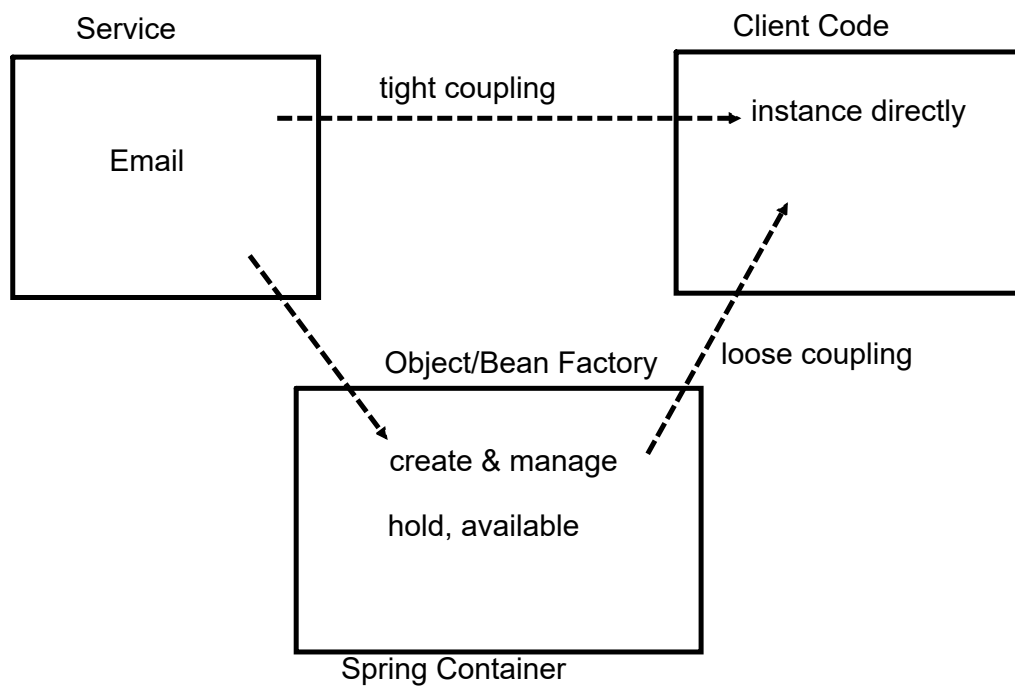 Service
Client Code
tight coupling
instance directly
Email
Object/Bean Factory
loose coupling
create & manage
hold, available
Spring Container